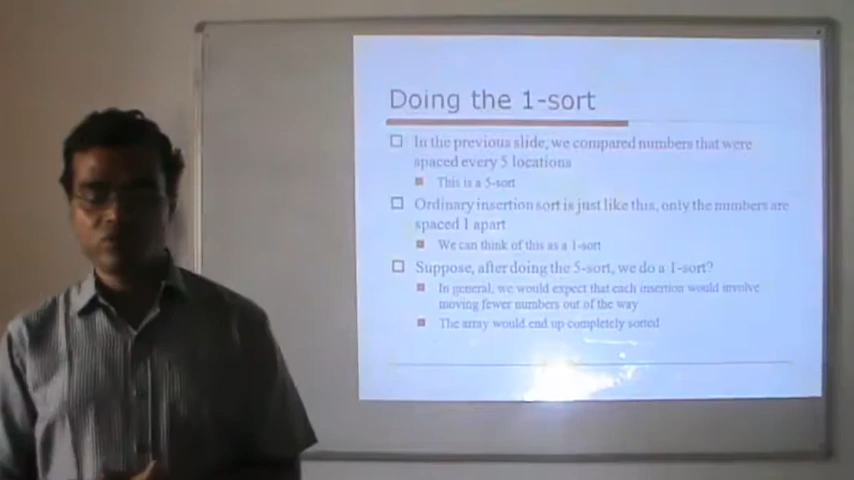 Doing the 1-sort
In the previous slide, we compared numbers that were
spaced every 5 locations
This is a 5-sort
Ordinary insertion sort is just like this, only the numbers are
spaced 1 apart
We can think of this as a 1-sort
Suppose, after doing the 5-sort, we do a 1-sort?
In general, we would expect that each insertion would involve
moving fewer numbers out of the way
The array would end up completely sorted